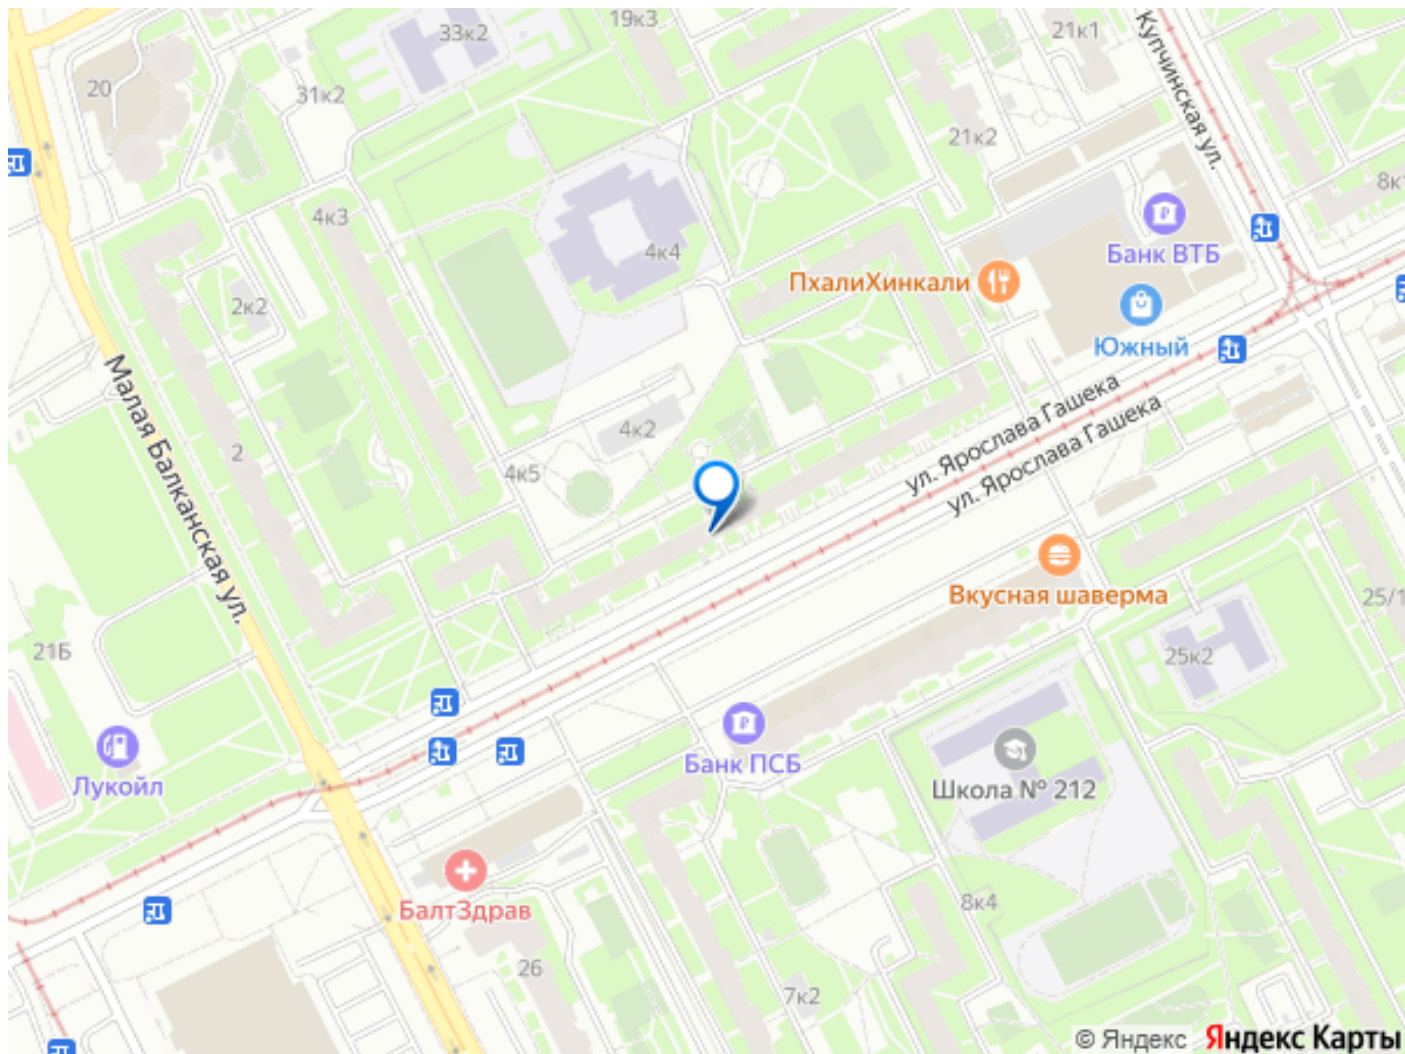 19к3
33к2
21к1
Купчинская ул.
20
31к2
21к2
8к1
4к3
4к4
Банк ВТБ
ПхалиХинкали
2к2
Южный
Малая Балканская ул.
ул. Ярослава Гашека
ул. Ярослава Гашека
4к2
2
4к5
Вкусная шаверма
25/1
21Б
25к2
Банк ПСБ
Лукойл
Школа № 212
БалтЗдрав
8к4
26
7к2
© Яндекс Яндекс Карты